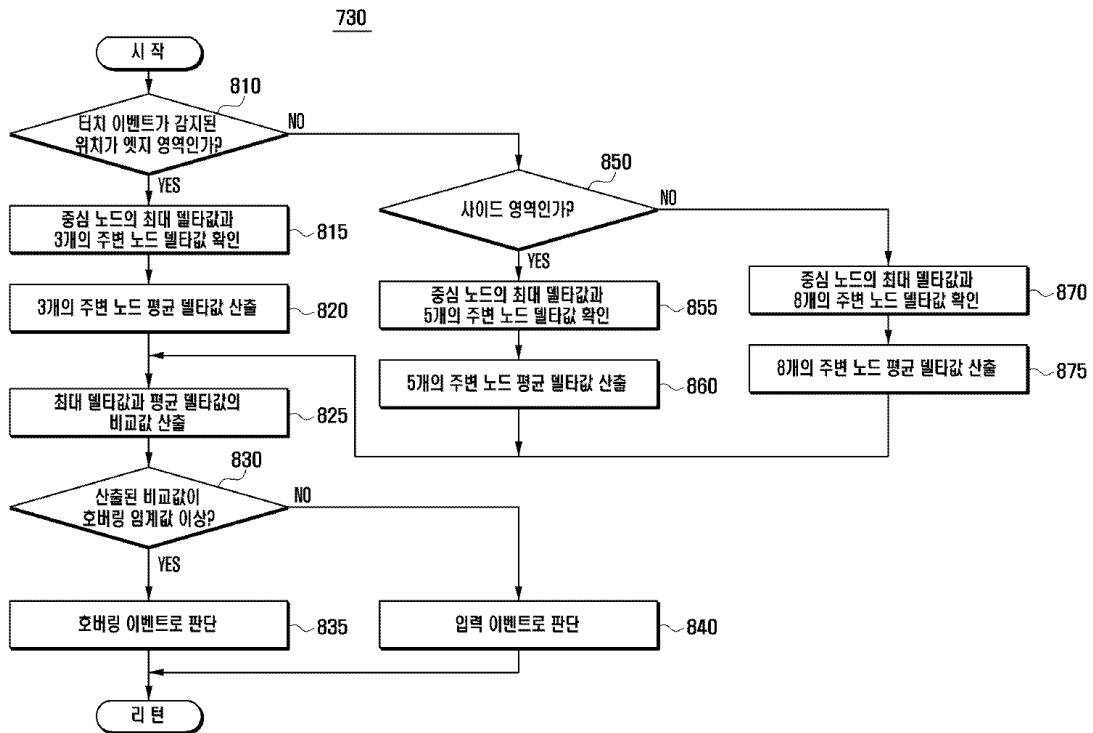 730
시 작
810
터치 이벤트가 감지된
위치가 엣지 영역인가?
NO
YES
중심 노드의 최대 델타값과
3개의 주변 노드 델타값 확인
815
3개의 주변 노드 평균 델타값 산출
820
850
사이드 영역인가?
NO
YES
중심 노드의 최대 델타값과
5개의 주변 노드 델타값 확인
855
5개의 주변 노드 평균 델타값 산출
860
중심 노드의 최대 델타값과
8개의 주변 노드 델타값 확인
870
8개의 주변 노드 평균 델타값 산출
875
최대 델타값과 평균 델타값의
비교값 산출
825
830
산출된 비교값이
호버링 임계값 이상?
NO
YES
호버링 이벤트로 판단
835
입력 이벤트로 판단
840
리 턴